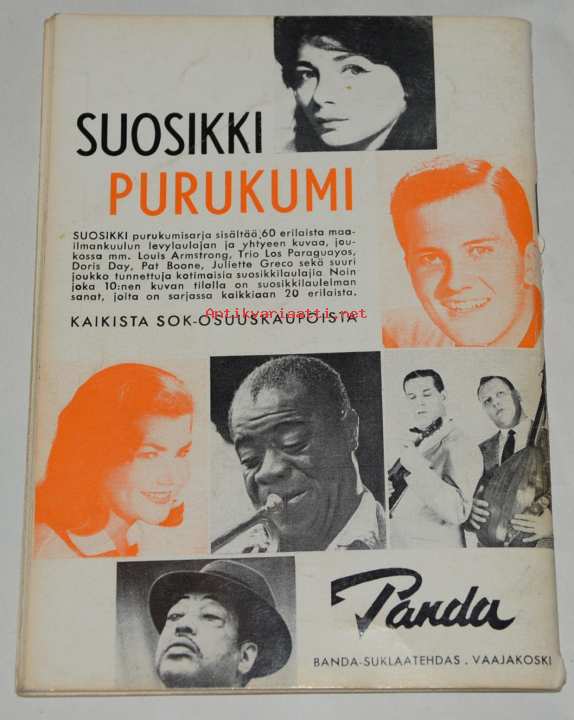 SUOSIKKI
PURUKUMI
SUOSIKKI purukumisarja sisältää 60 erilaista maa-
ilmankuulun levylaulajan ja yhtyeen kuvaa, jou-
kossa mm. Louis Armstrong, Trio Los Paraguayos,
Doris Day, Pat Boone, Juliette Greco sekä suuri
joukko tunnettuja kotimaisia suosikkilaulajia Noin
joka 10:nen kuvan tilalla on suosikkilaulelman
sanat, joita on sarjassa kaikkiaan 20 erilaista.
Antikvariaatti.net
KAIKISTA SOK-OSUUSKAUPOISTA
Panda
BANDA-SUKLAATEHDAS . VAAJAKOSKI